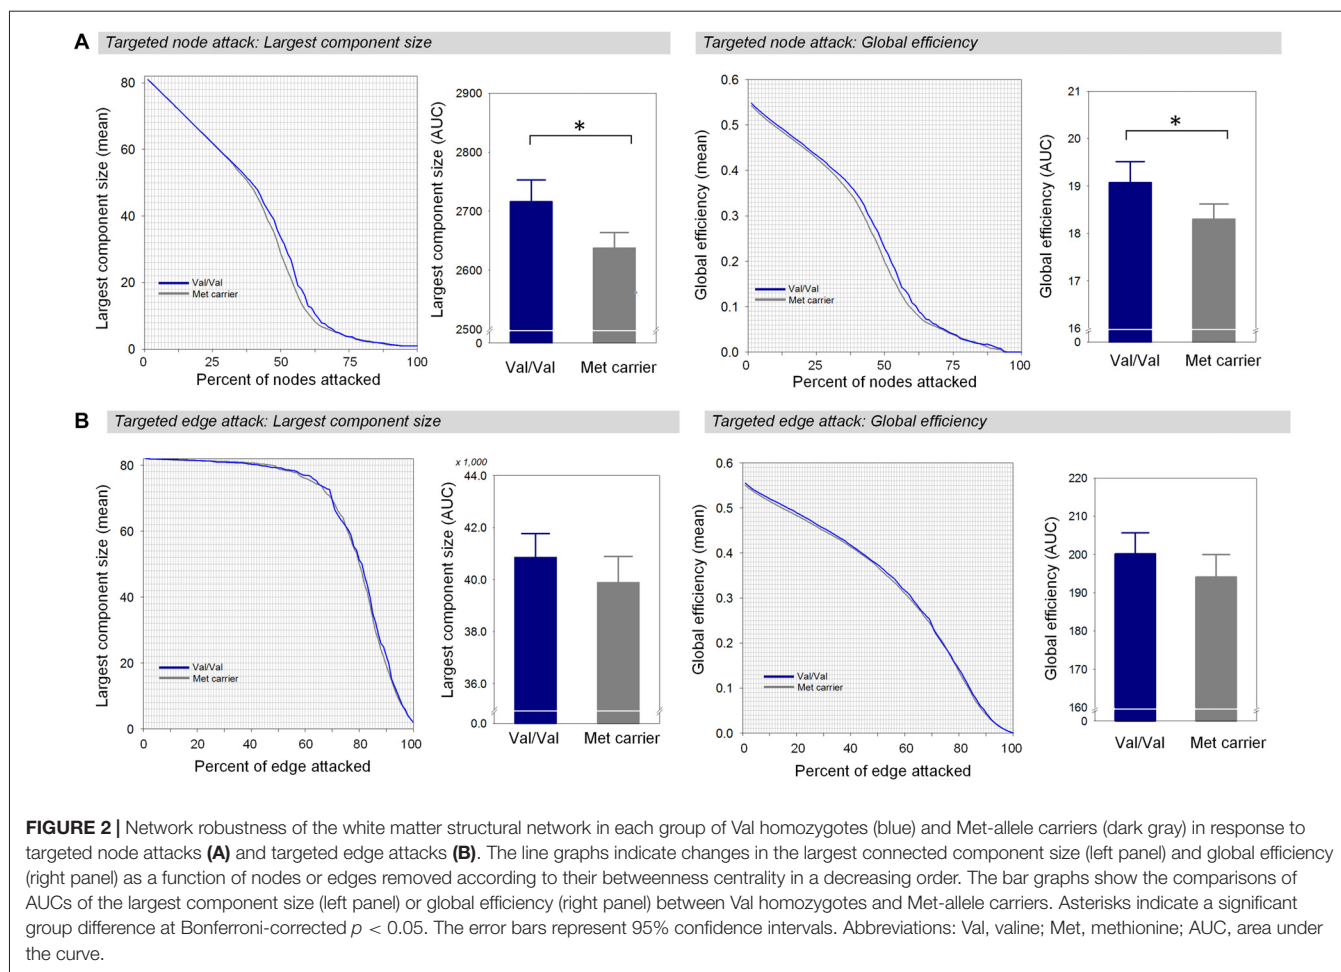 A Targeted node attack: Largest component size
Targeted node attack: Global efficiency
Largest component size (mean)
80
60
40
20
0
Val/Val
Met carrier
0 25 50 75 100
Percent of nodes attacked
Largest component size (AUC)
2900
2800
2700
2600
2500
0
*
Val/Val Met carrier
Global efficiency (mean)
0.6
0.5
0.4
0.3
0.2
0.1
0.0
Val/Val
Met carrier
0 25 50 75 100
Percent of nodes attacked
Global efficiency (AUC)
21
20
19
18
17
16
0
*
Val/Val Met carrier
B Targeted edge attack: Largest component size
Targeted edge attack: Global efficiency
Largest component size (mean)
80
60
40
20
0
Val/Val
Met carrier
0 20 40 60 80 100
Percent of edge attacked
Largest component size (AUC)
x 1,000
44.0
42.0
40.0
38.0
36.0
0.0
Val/Val Met carrier
Global efficiency (mean)
0.6
0.5
0.4
0.3
0.2
0.1
0.0
Val/Val
Met carrier
0 20 40 60 80 100
Percent of edge attacked
Global efficiency (AUC)
220
210
200
190
180
170
160
0
Val/Val Met carrier
FIGURE 2 | Network robustness of the white matter structural network in each group of Val homozygotes (blue) and Met-allele carriers (dark gray) in response to
targeted node attacks (A) and targeted edge attacks (B). The line graphs indicate changes in the largest connected component size (left panel) and global efficiency
(right panel) as a function of nodes or edges removed according to their betweenness centrality in a decreasing order. The bar graphs show the comparisons of
AUCs of the largest component size (left panel) or global efficiency (right panel) between Val homozygotes and Met-allele carriers. Asterisks indicate a significant
group difference at Bonferroni-corrected p < 0.05. The error bars represent 95% confidence intervals. Abbreviations: Val, valine; Met, methionine; AUC, area under
the curve.